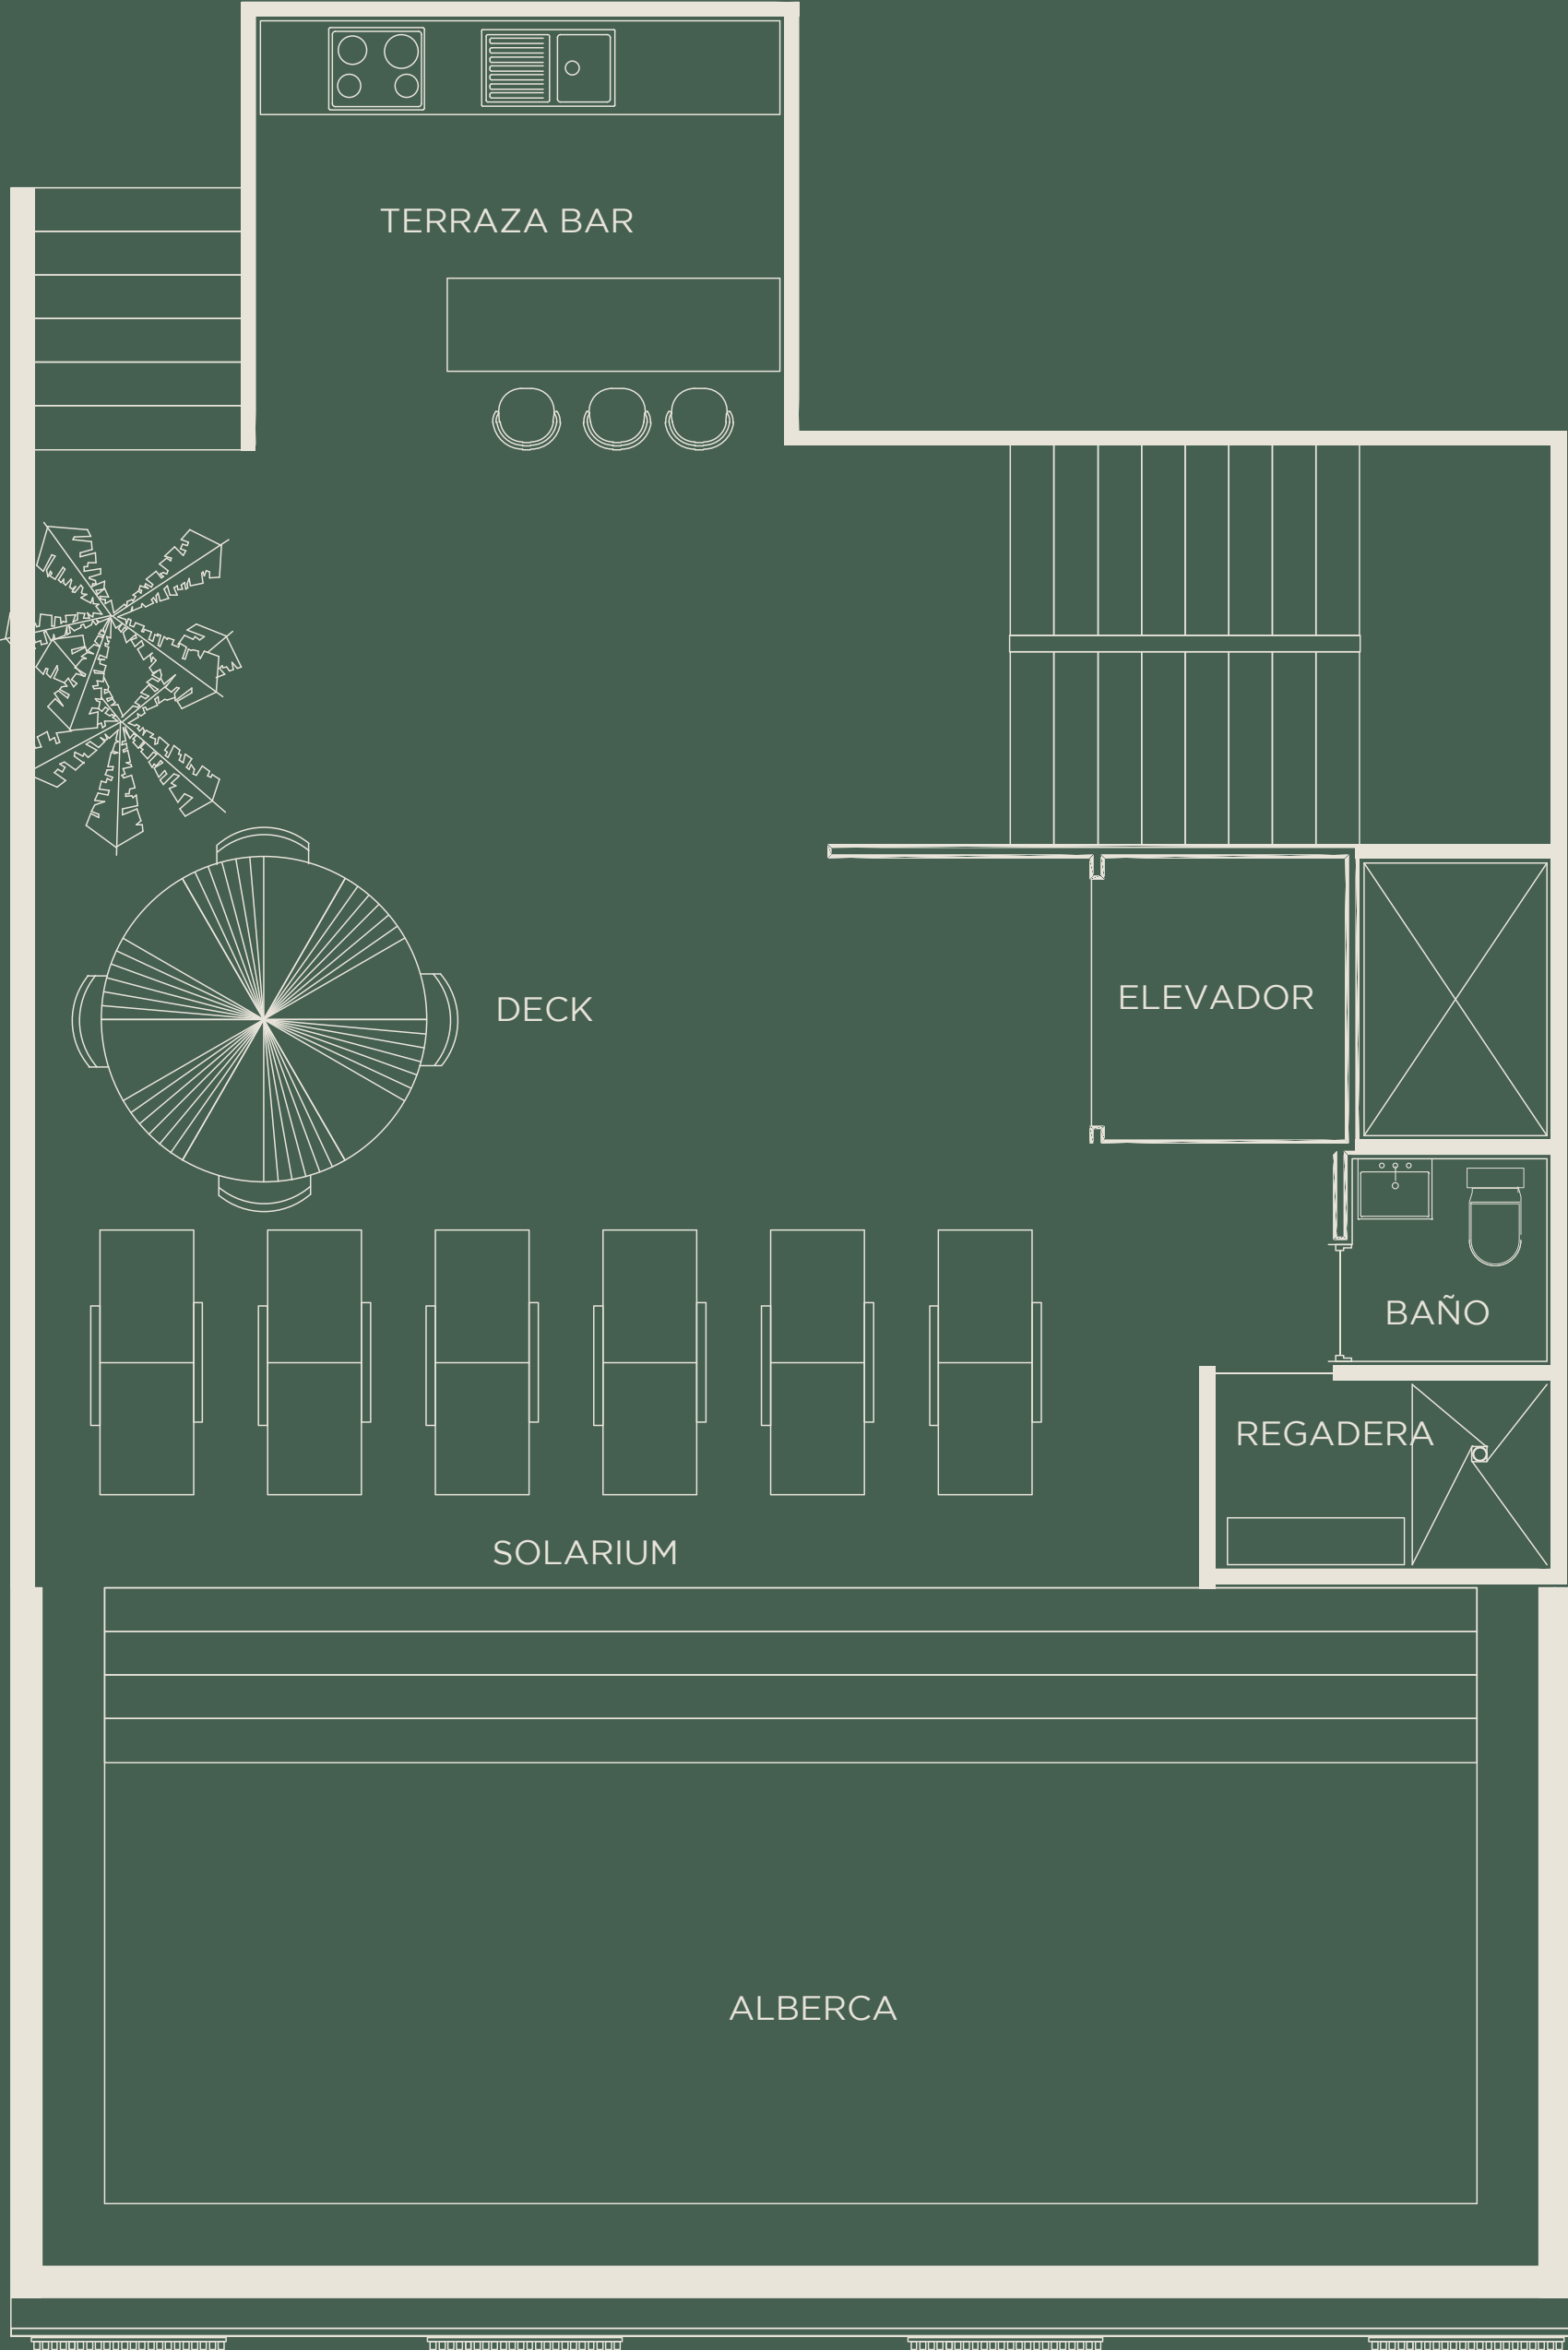 TERRAZA BAR
ELEVADOR
DECK
BAÑO
REGADERA
SOLARIUM
ALBERCA